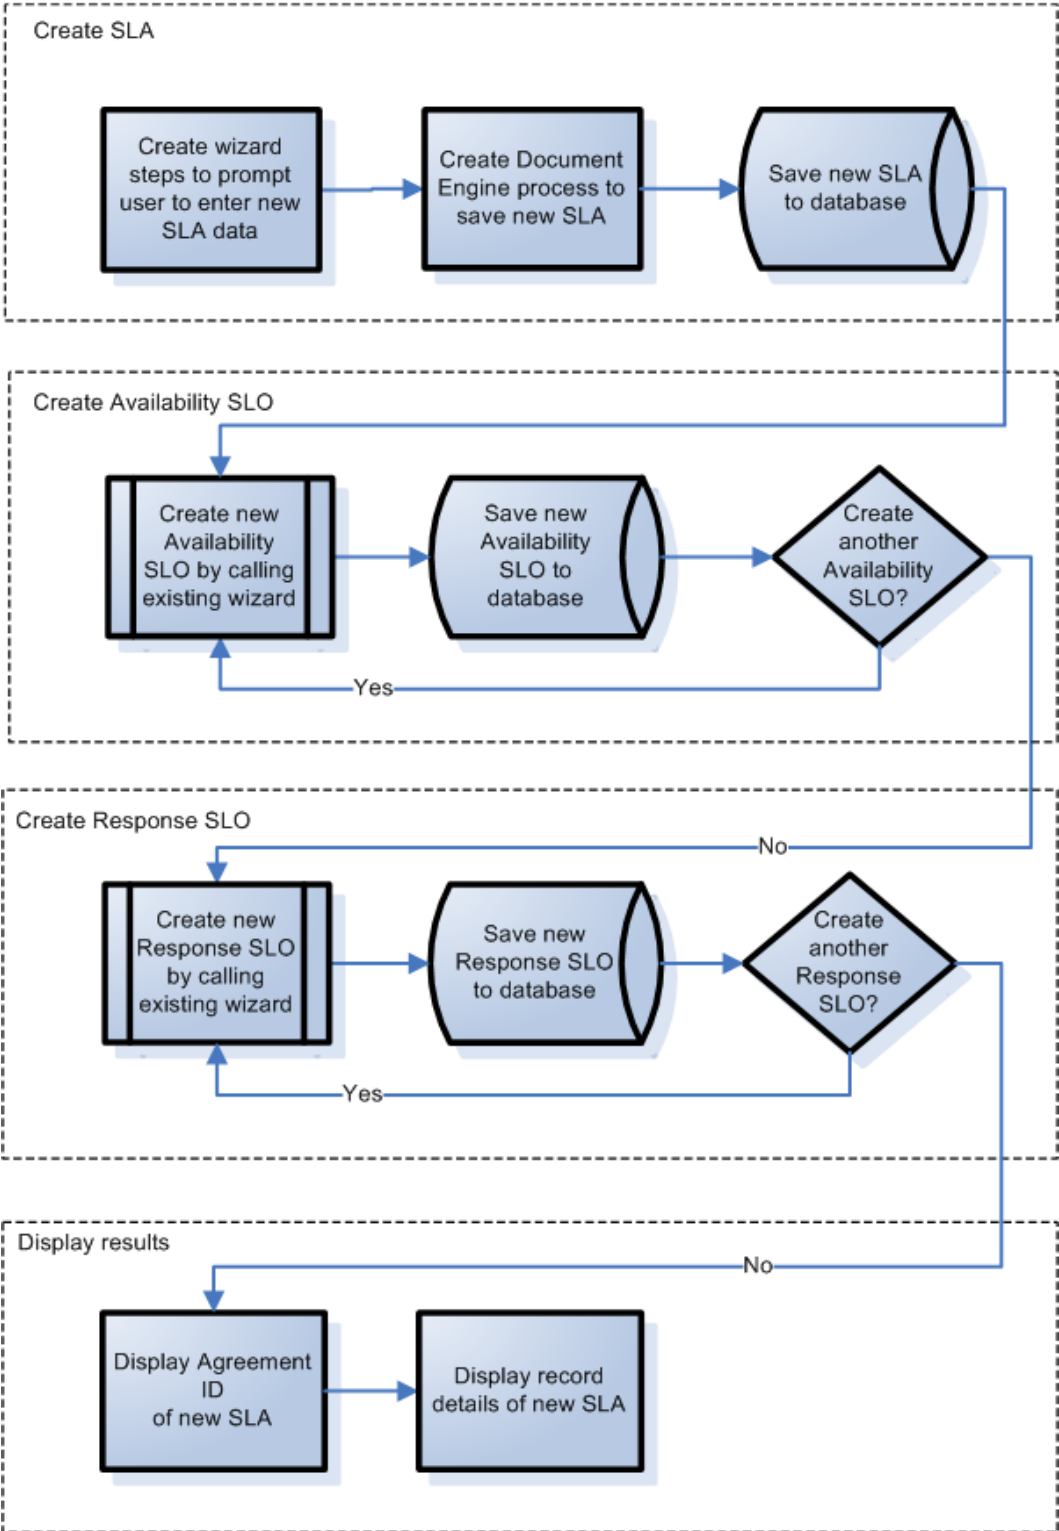 Create SLA
Create wizard
steps to prompt
user to enter new
SLA data
Create Document
Engine process to
save new SLA
Save new SLA
to database
Create Availability SLO
Create new
Availability
SLO by calling
existing wizard
Save new
Availability
SLO to
database
Create
another
Availability
SLO?
Yes
Create Response SLO
No
Create new
Response SLO
by calling
existing wizard
Save new
Response SLO
to database
Create
another
Response
SLO?
Yes
Display results
No
Display Agreement
ID
of new SLA
Display record
details of new SLA